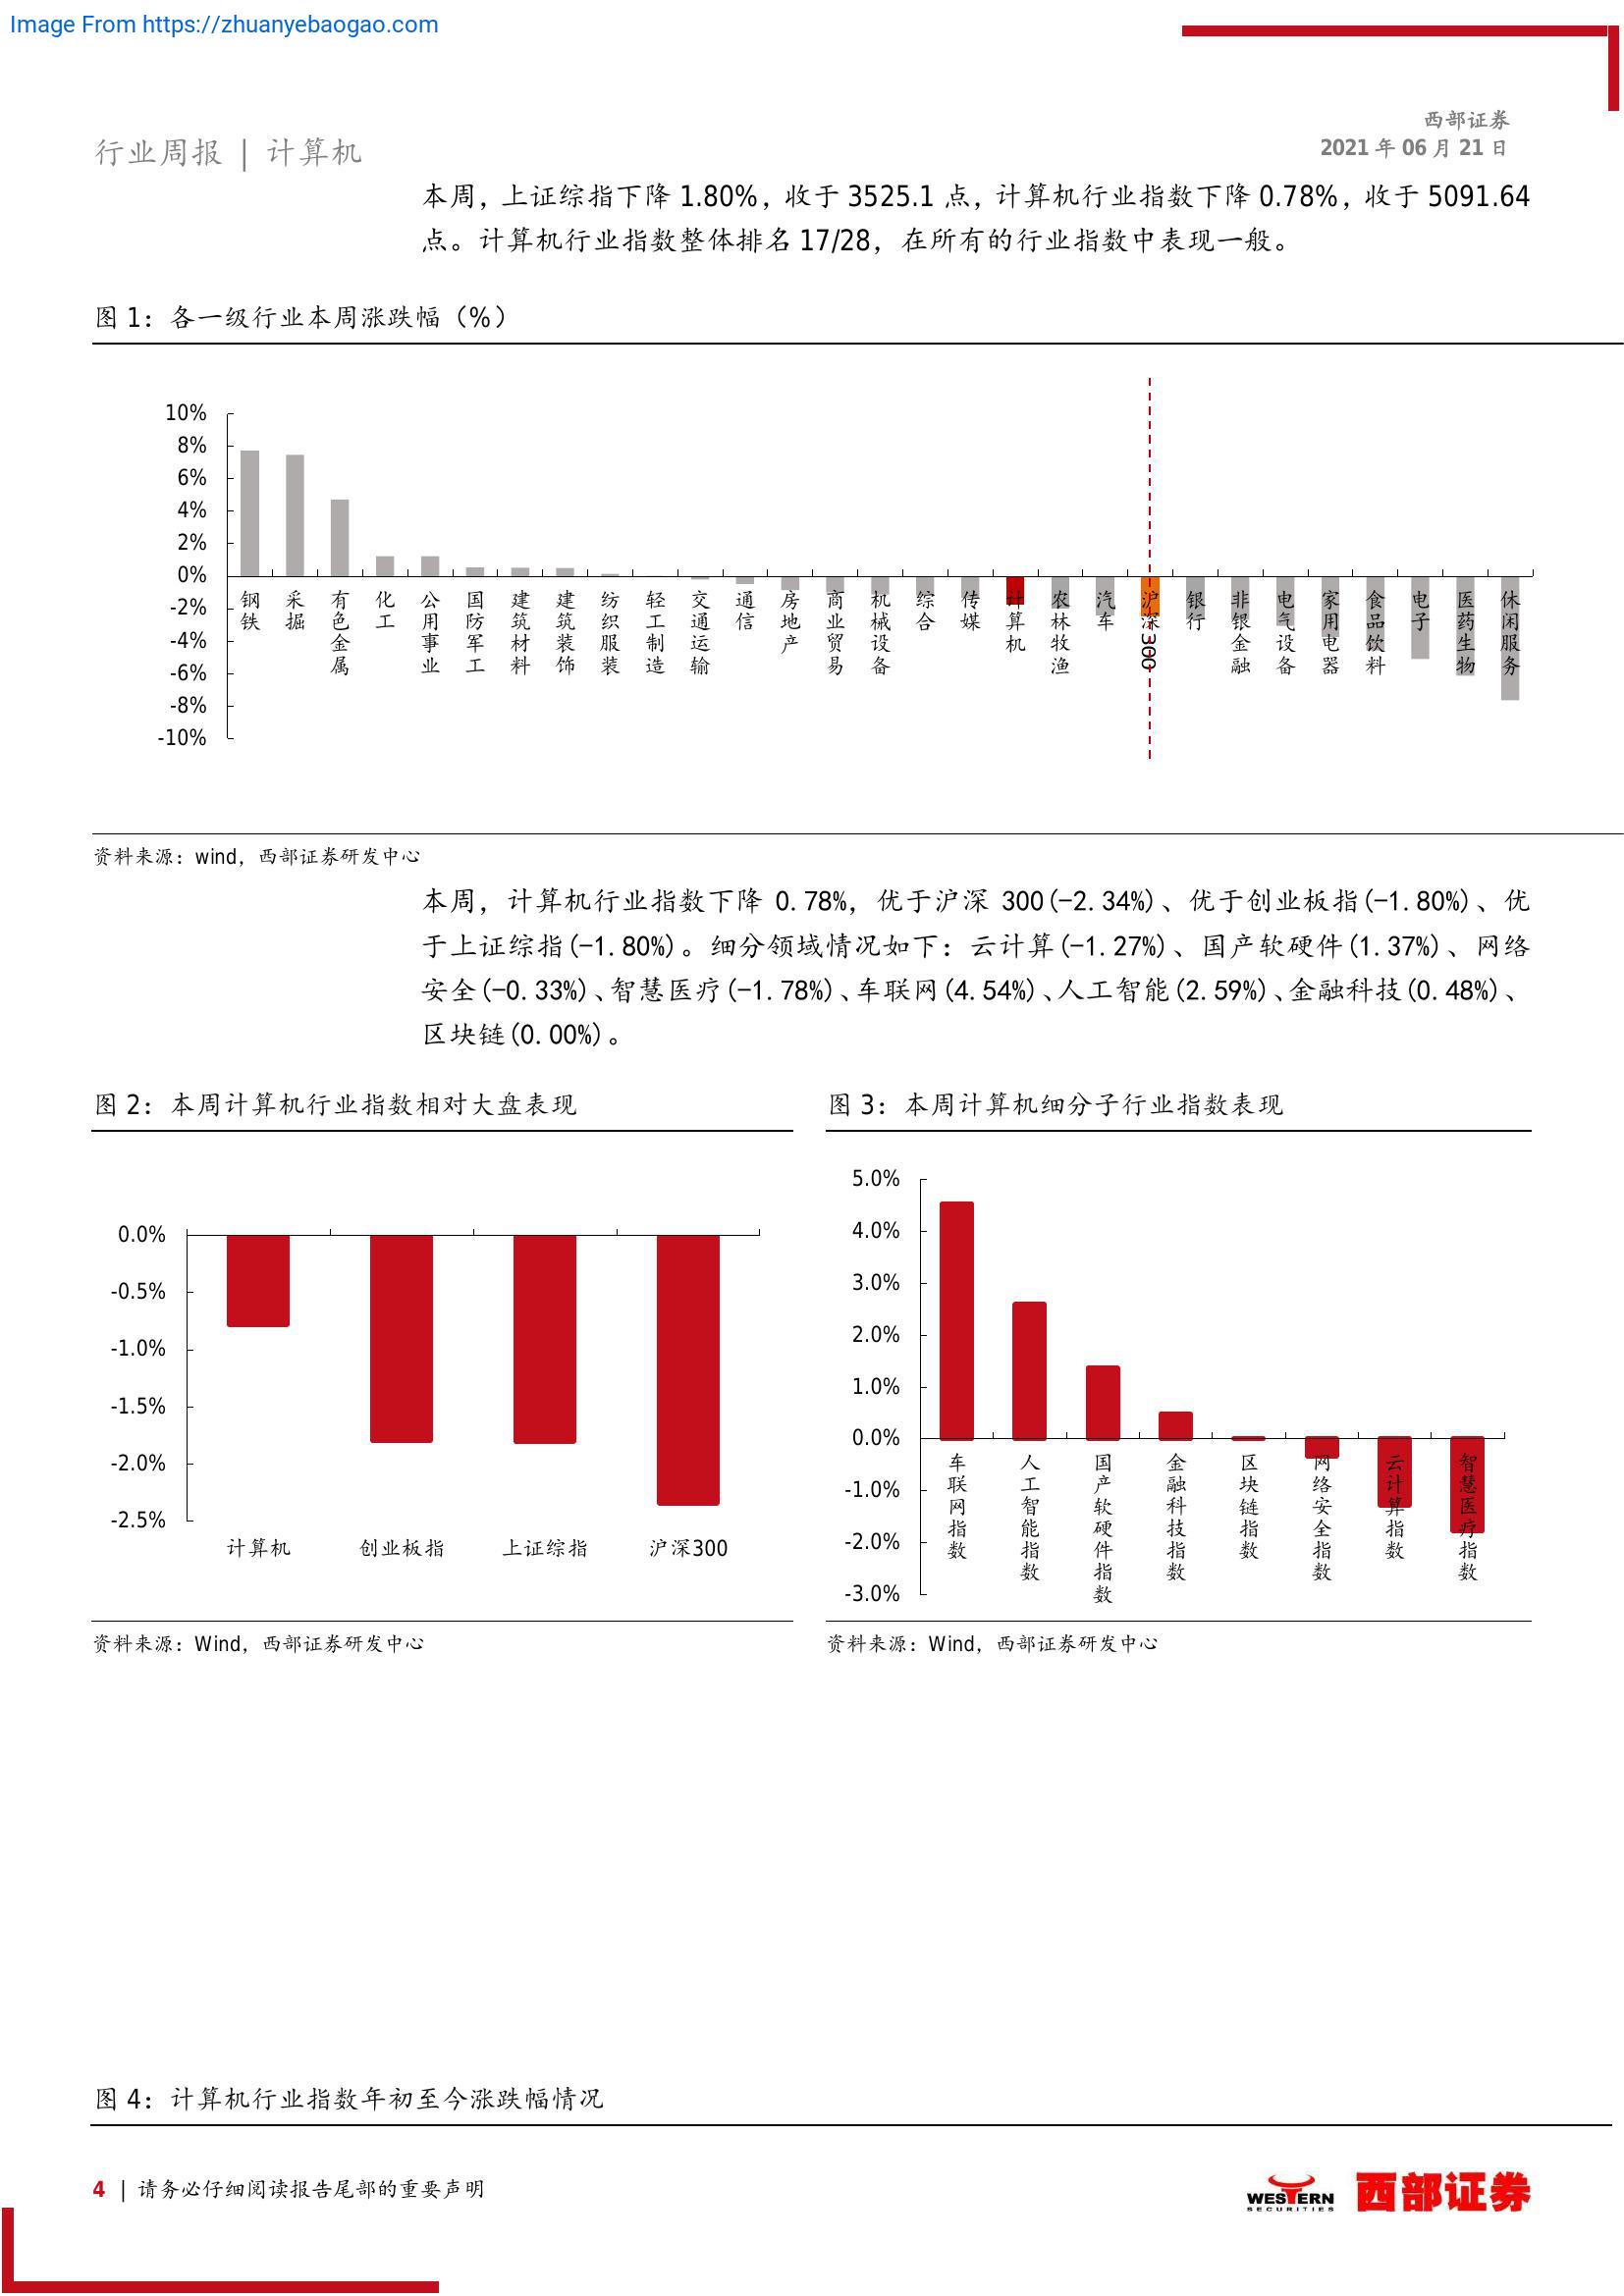 Image From https://zhuanyebaogao.com
西部证券
2021 年 06 月 21 日
行业周报 | 计算机
本周，上证综指下降 1.80%，收于 3525.1 点，计算机行业指数下降 0.78%，收于 5091.64
点。计算机行业指数整体排名 17/28，在所有的行业指数中表现一般。
图 1：各一级行业本周涨跌幅（%）
10%
8%
6%
4%
2%
0%
-2%
-4%
-6%
-8%
-10%
钢铁
采掘
有色金属
化工
公用事业
国防军工
建筑材料
建筑装饰
纺织服装
轻工制造
交通运输
通信
房地产
商业贸易
机械设备
综合
传媒
计算机
农林牧渔
汽车
沪深300
银行
非银金融
电气设备
家用电器
食品饮料
电子
医药生物
休闲服务
资料来源：wind，西部证券研发中心
本周，计算机行业指数下降 0.78%，优于沪深 300(-2.34%)、优于创业板指(-1.80%)、优
于上证综指(-1.80%)。细分领域情况如下：云计算(-1.27%)、国产软硬件(1.37%)、网络
安全(-0.33%)、智慧医疗(-1.78%)、车联网(4.54%)、人工智能(2.59%)、金融科技(0.48%)、
区块链(0.00%)。
图 2：本周计算机行业指数相对大盘表现
0.0%
-0.5%
-1.0%
-1.5%
-2.0%
-2.5%
计算机
创业板指
上证综指
沪深300
资料来源：Wind，西部证券研发中心
图 3：本周计算机细分子行业指数表现
5.0%
4.0%
3.0%
2.0%
1.0%
0.0%
-1.0%
-2.0%
-3.0%
车联网指数
人工智能指数
国产软硬件指数
金融科技指数
区块链指数
网络安全指数
云计算指数
智慧医疗指数
资料来源：Wind，西部证券研发中心
图 4：计算机行业指数年初至今涨跌幅情况
4 | 请务必仔细阅读报告尾部的重要声明
WESTERN
SECURITIES
西部证券